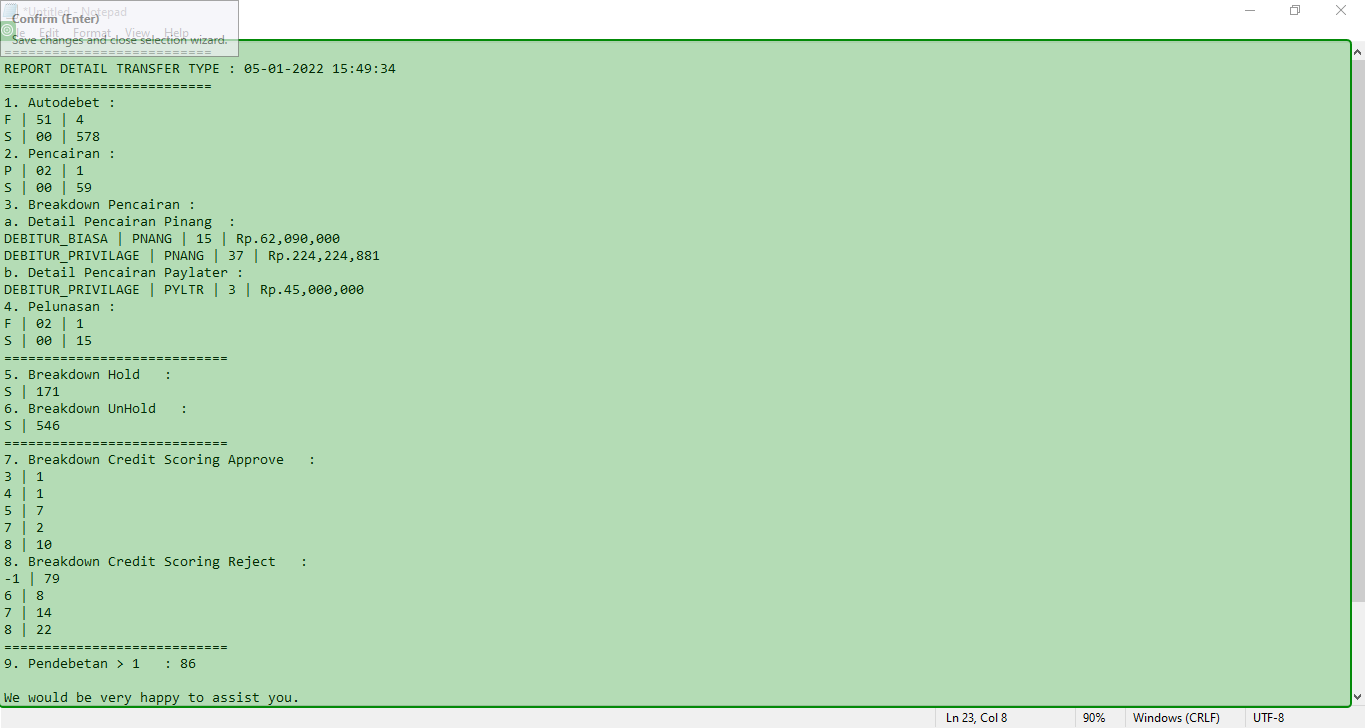 *Untitled - Notepad
Confirm (Enter)
File Edit Format View Help
Save changes and close selection wizard.
==========================
REPORT DETAIL TRANSFER TYPE : 05-01-2022 15:49:34
==========================
1. Autodebet :
F | 51 | 4
S | 00 | 578
2. Pencairan :
P | 02 | 1
S | 00 | 59
3. Breakdown Pencairan :
a. Detail Pencairan Pinang  :
DEBITUR_BIASA | PNANG | 15 | Rp.62,090,000
DEBITUR_PRIVILAGE | PNANG | 37 | Rp.224,224,881
b. Detail Pencairan Paylater :
DEBITUR_PRIVILAGE | PYLTR | 3 | Rp.45,000,000
4. Pelunasan :
F | 02 | 1
S | 00 | 15
============================
5. Breakdown Hold   :
S | 171
6. Breakdown UnHold   :
S | 546
============================
7. Breakdown Credit Scoring Approve   :
3 | 1
4 | 1
5 | 7
7 | 2
8 | 10
8. Breakdown Credit Scoring Reject   :
-1 | 79
6 | 8
7 | 14
8 | 22
============================
9. Pendebetan > 1   : 86
We would be very happy to assist you.
Ln 23, Col 8 90% Windows (CRLF) UTF-8